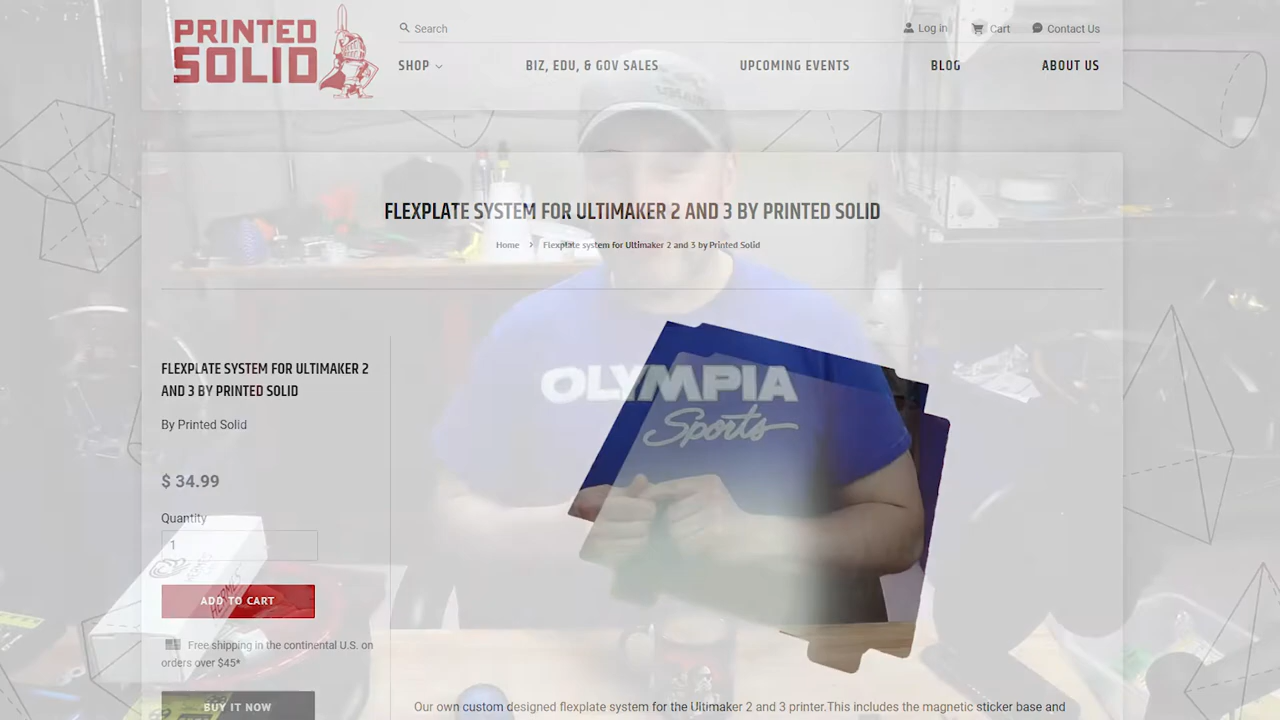 PRINTED
SOLID
Search
Log in
Cart
Contact Us
SHOP
BIZ, EDU, & GOV SALES
UPCOMING EVENTS
BLOG
ABOUT US
FLEXPLATE SYSTEM FOR ULTIMAKER 2 AND 3 BY PRINTED SOLID
Home > Flexplate system for Ultimaker 2 and 3 by Printed Solid
FLEXPLATE SYSTEM FOR ULTIMAKER 2
AND 3 BY PRINTED SOLID
By Printed Solid
$ 34.99
Quantity
1
ADD TO CART
Free shipping in the continental U.S. on
orders over $45*
BUY IT NOW
OLYMPIA
Sports
Our own custom designed flexplate system for the Ultimaker 2 and 3 printer.This includes the magnetic sticker base and